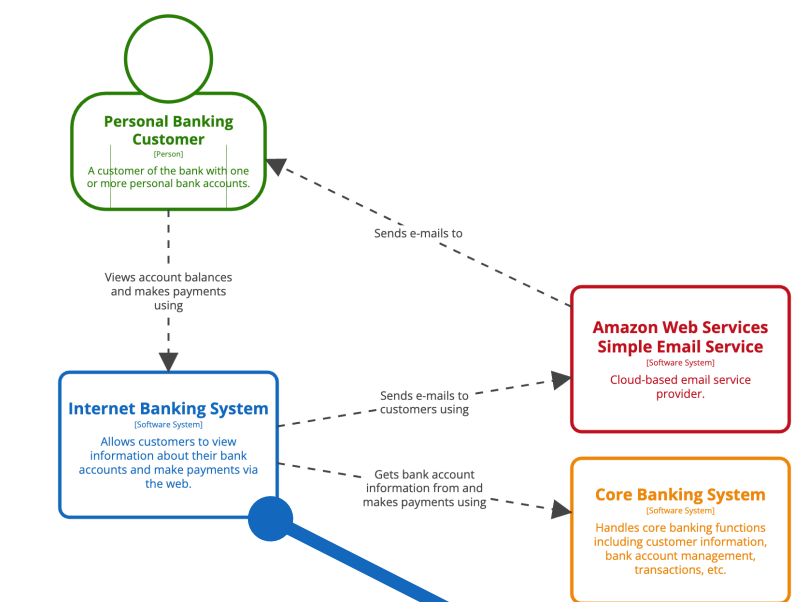 Personal Banking
Customer
[Person]
A customer of the bank with one
or more personal bank accounts.
Sends e-mails to
Views account balances
and makes payments
using
Amazon Web Services
Simple Email Service
[Software System]
Cloud-based email service
provider.
Internet Banking System
[Software System]
Allows customers to view
information about their bank
accounts and make payments via
the web.
Sends e-mails to
customers using
Gets bank account
information from and
makes payments using
Core Banking System
[Software System]
Handles core banking functions
including customer information,
bank account management,
transactions, etc.